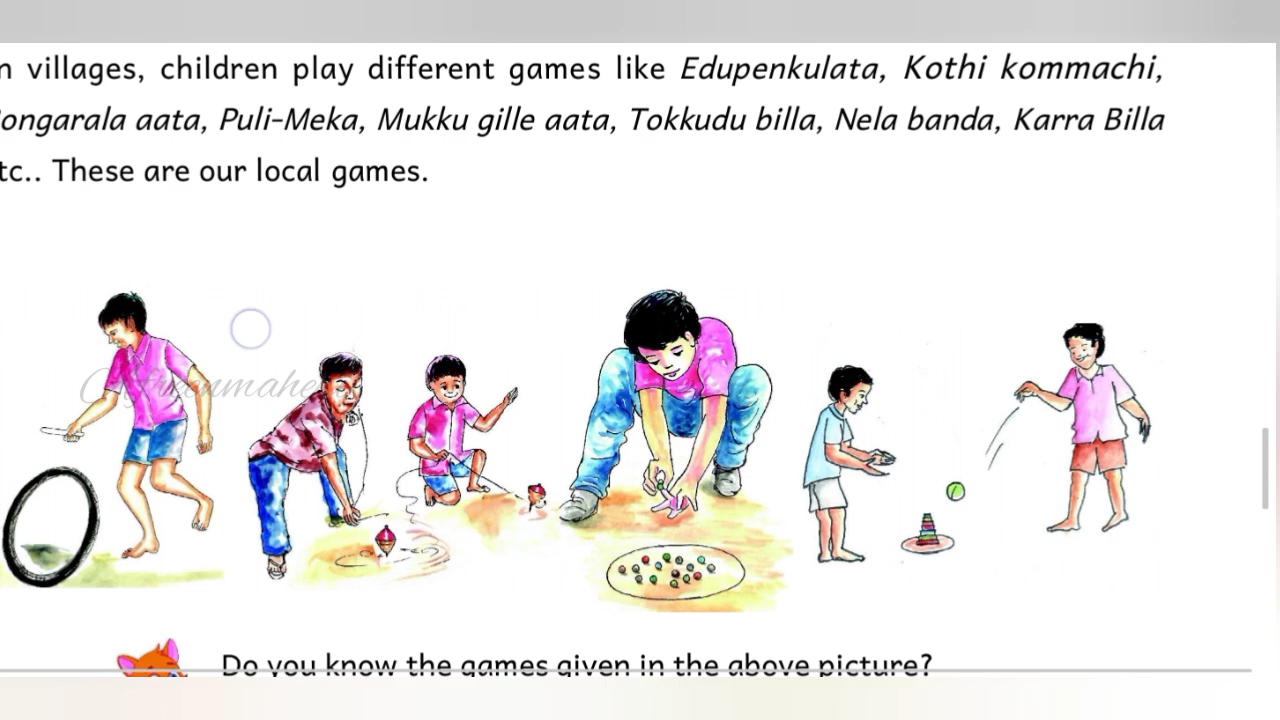 n villages, children play different games like Edupenkulata, Kothi kommachi,
ongarala aata, Puli-Meka, Mukku gille aata, Tokkudu billa, Nela banda, Karra Billa
tc.. These are our local games.
Do you know the games given in the above picture?